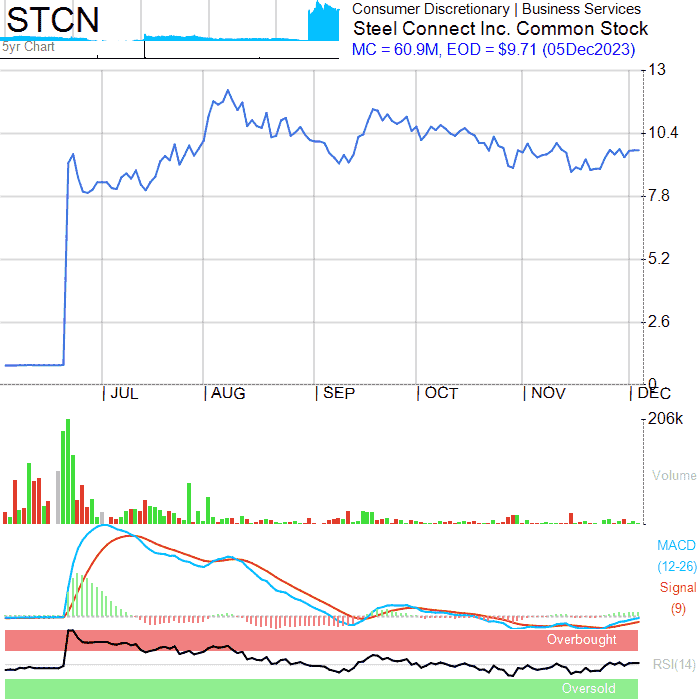 STCN
5yr Chart
Consumer Discretionary | Business Services
Steel Connect Inc. Common Stock
MC = 60.9M, EOD = $9.71 (05Dec2023)
13
10.4
7.8
5.2
2.6
0
JUL
AUG
SEP
OCT
NOV
DEC
206k
Volume
MACD
(12-26)
Signal
(9)
Overbought
RSI(14)
Oversold